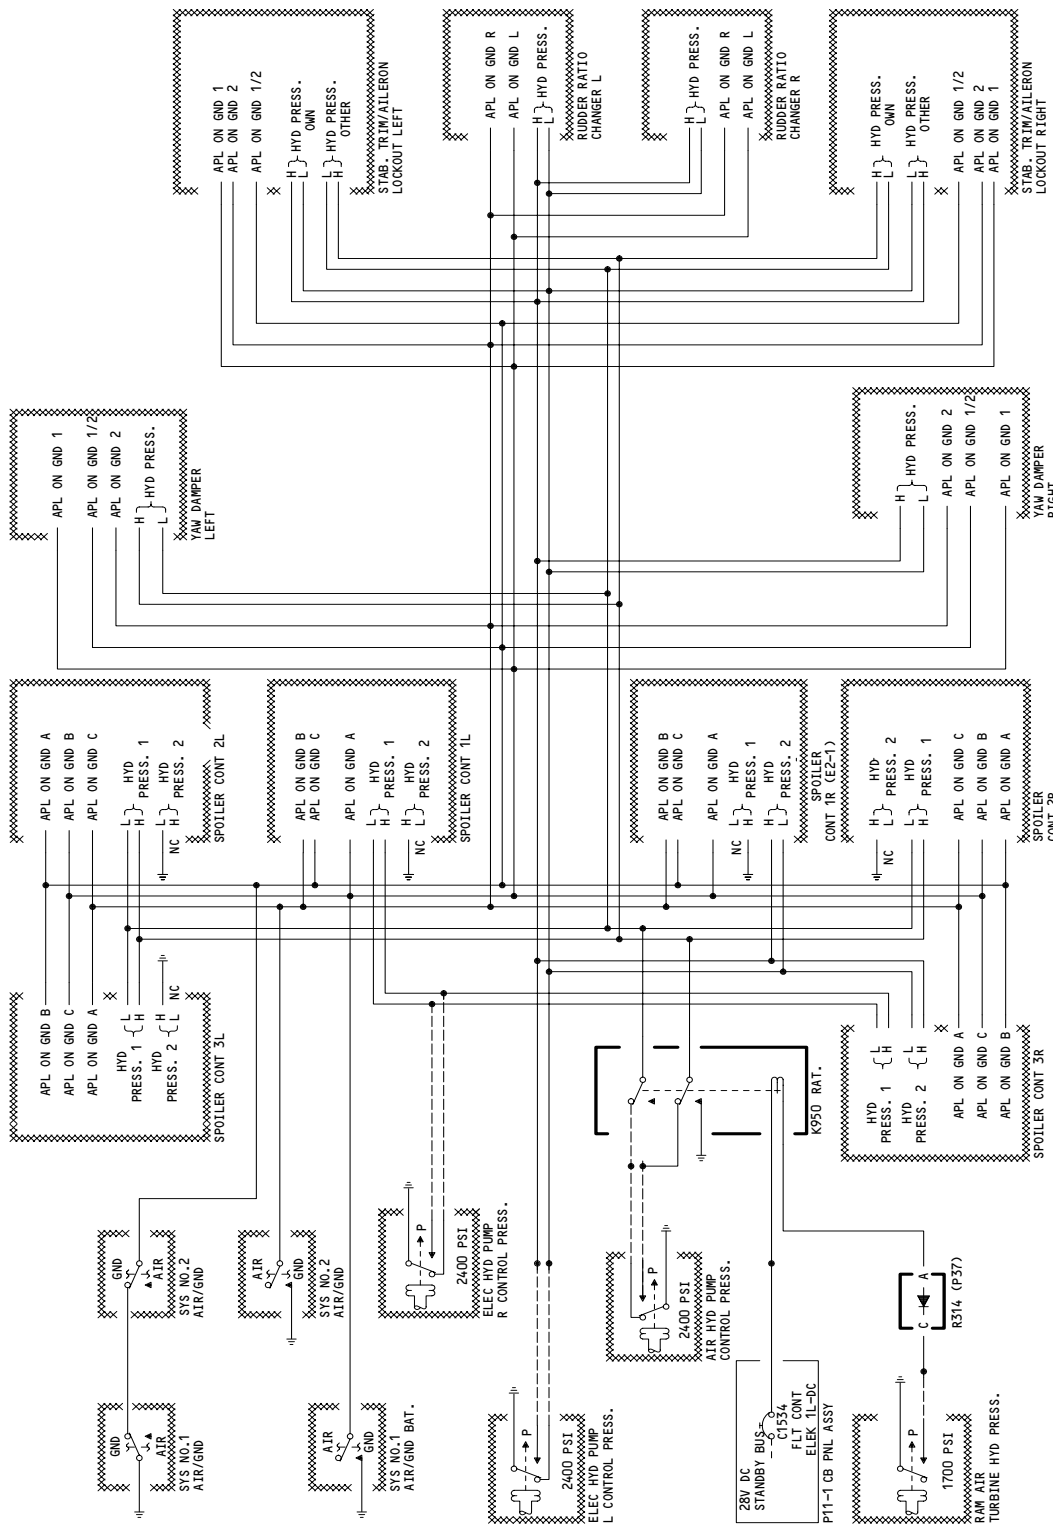 GND
AIR
SYS NO.1
AIR/GND
AIR
GND
SYS NO.1
AIR/GND BAT.
P
2400 PSI
ELEC HYD PUMP
L CONTROL PRESS.
28V DC
STANDBY BUS
C1534
FLT CONT
ELEK 1L-DC
P11-1 CB PNL ASSY
P
1700 PSI
RAM AIR
TURBINE HYD PRESS.
GND
AIR
SYS NO.2
AIR/GND
AIR
GND
SYS NO.2
AIR/GND
P
2400 PSI
ELEC HYD PUMP
R CONTROL PRESS.
P
2400 PSI
AIR HYD PUMP
CONTROL PRESS.
C A
R314 (P37)
K950 RAT.
APL ON GND B
APL ON GND C
APL ON GND A
HYD
PRESS. 1
L
H
HYD
PRESS. 2
H
L
NC
SPOILER CONT 3L
HYD
PRESS. 1
L
H
HYD
PRESS. 2
L
H
APL ON GND A
APL ON GND C
APL ON GND B
SPOILER CONT 3R
APL ON GND A
APL ON GND B
APL ON GND C
L
H
HYD
PRESS. 1
NC
L
H
HYD
PRESS. 2
SPOILER CONT 2L
APL ON GND B
APL ON GND C
APL ON GND A
L
H
HYD
PRESS. 1
NC
H
L
HYD
PRESS. 2
SPOILER CONT 1L
APL ON GND B
APL ON GND C
APL ON GND A
NC
L
H
HYD
PRESS. 1
H
L
HYD
PRESS. 2
SPOILER
CONT 1R (E2-1)
NC
H
L
HYD
PRESS. 2
L
H
HYD
PRESS. 1
APL ON GND C
APL ON GND B
APL ON GND A
SPOILER
CONT 2R
APL ON GND 1
APL ON GND 1/2
APL ON GND 2
H
L
HYD PRESS.
YAW DAMPER
LEFT
H
L
HYD PRESS.
APL ON GND 2
APL ON GND 1/2
APL ON GND 1
YAW DAMPER
RIGHT
APL ON GND 1
APL ON GND 2
APL ON GND 1/2
H
L
HYD PRESS.
OWN
L
H
HYD PRESS.
OTHER
STAB. TRIM/AILERON
LOCKOUT LEFT
APL ON GND R
APL ON GND L
H
L
HYD PRESS.
RUDDER RATIO
CHANGER L
H
L
HYD PRESS.
APL ON GND R
APL ON GND L
RUDDER RATIO
CHANGER R
H
L
HYD PRESS.
OWN
L
H
HYD PRESS.
OTHER
APL ON GND 1/2
APL ON GND 2
APL ON GND 1
STAB. TRIM/AILERON
LOCKOUT RIGHT